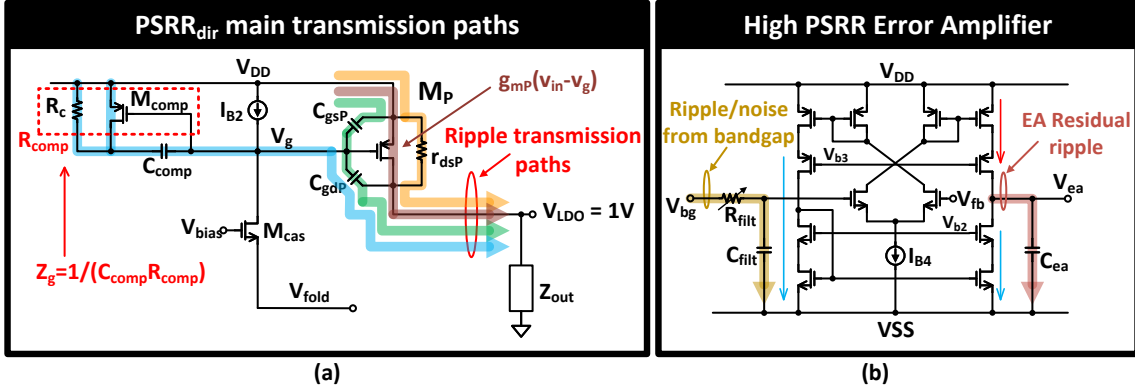 PSRRdir main transmission paths
VDD
Rc
Mcomp
IB2
Rcomp
Ccomp
Vg
CgsP
CgdP
MP
gmP(vin-vg)
rdsP
Ripple transmission
paths
VLDO = 1V
Vbias
Mcas
Zg=1/(CcompRcomp)
Vfold
Zout
(a)
High PSRR Error Amplifier
VDD
Ripple/noise
from bandgap
EA Residual
ripple
Vb3
Vbg
Rfilt
Vfb
Vea
Vb2
Cfilt
IB4
Cea
VSS
(b)